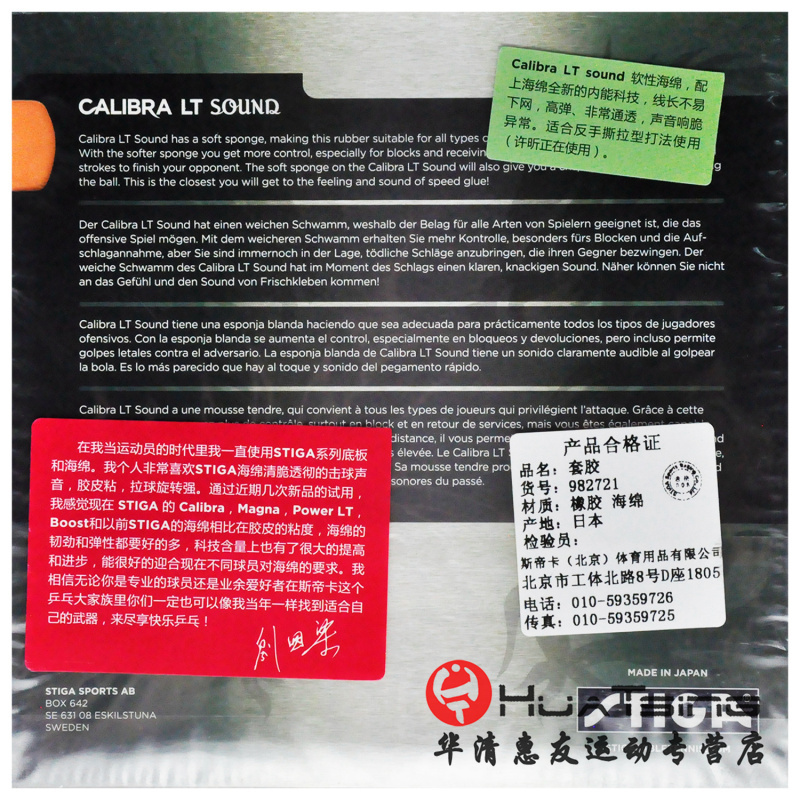 CALIBRA LT SOUND
Calibra LT Sound has a soft sponge, making this rubber suitable for all types
With the softer sponge you get more control, especially for blocks and
strokes to finish your opponent. The soft sponge on the Calibra LT Sound will also give you a
the ball. This is the closest you will get to the feeling and sound of speed glue!
Calibra LT sound 软性海绵，配
上海绵全新的内能科技，线长不易
下网，高弹、非常通透，声音响脆
异常。适合反手撕拉型打法使用
（许昕正在使用）。
Der Calibra LT Sound hat einen weichen Schwamm, weshalb der Belag für alle Arten von Spielern geeignet ist, die das
offensive Spiel mögen. Mit dem weicheren Schwamm erhalten Sie mehr Kontrolle, besonders fürs Blocken und die Auf-
schlagannahme, aber Sie sind immernoch in der Lage, tödliche Schläge anzubringen, die ihren Gegner bezwingen. Der
weiche Schwamm des Calibra LT Sound hat im Moment des Schlags einen klaren, knackigen Sound. Näher können Sie nicht
an das Gefühl und den Sound von Frischkleben kommen!
Calibra LT Sound tiene una esponja blanda haciendo que sea adecuada para prácticamente todos los tipos de jugadores
ofensivos. Con la esponja blanda se aumenta el control, especialmente en bloqueos y devoluciones, pero incluso permite
golpes letales contra el adversario. La esponja blanda de Calibra LT Sound tiene un sonido claramente audible al golpear
la bola. Es lo más parecido que hay al toque y sonido del pegamento rápido.
Calibra LT Sound a une mousse tendre, qui convient à tous les types de joueurs qui privilégient l'attaque. Grâce à cette
distance, il vous
élevée. Le Calibra LT
Sa mousse tendre
sonores du passé.
在我当运动员的时代里我一直使用STIGA系列底板
和海绵。我个人非常喜欢STIGA海绵清脆透彻的击球声
音，胶皮粘，拉球旋转强。通过近期几次新品的试用，
我感觉现在 STIGA 的 Calibra，Magna，Power LT，
Boost和以前STIGA的海绵相比在胶皮的粘度，海绵的
韧劲和弹性都要好的多，科技含量上也有了很大的提高
和进步，能很好的迎合现在不同球员对海绵的要求。我
相信无论你是专业的球员还是业余爱好者在斯帝卡这个
乒乓大家族里你们一定也可以像我当年一样找到适合自
己的武器，来尽享快乐乒乓！
产品合格证
品名：套胶
货号：982721
材质：橡胶 海绵
产地：日本
检验员：
斯帝卡（北京）体育用品有限公司
北京市工体北路8号D座1805
电话：010-59359726
传真：010-59359725
STIGA SPORTS AB
BOX 642
SE 631 08 ESKILSTUNA
SWEDEN
MADE IN JAPAN
STIGA
华清惠友运动专营店